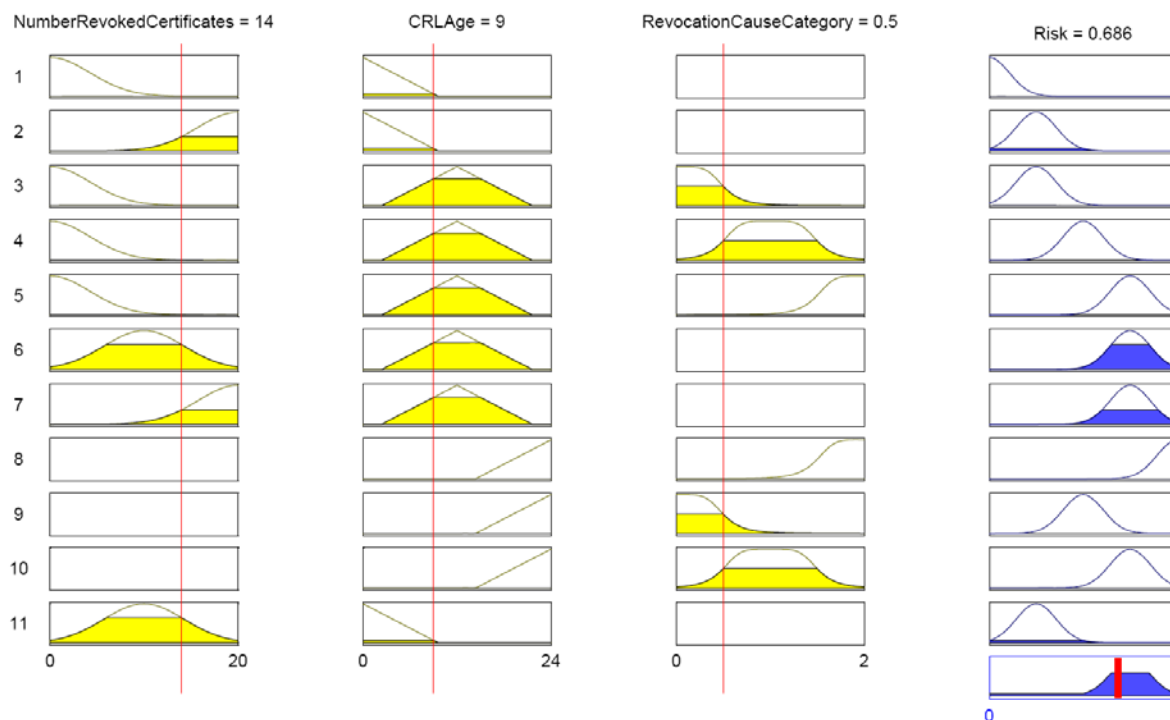 NumberRevokedCertificates = 14
CRLAge = 9
RevocationCauseCategory = 0.5
Risk = 0.686
1
2
3
4
5
6
7
8
9
10
11
0 20 0 24 0 2
0